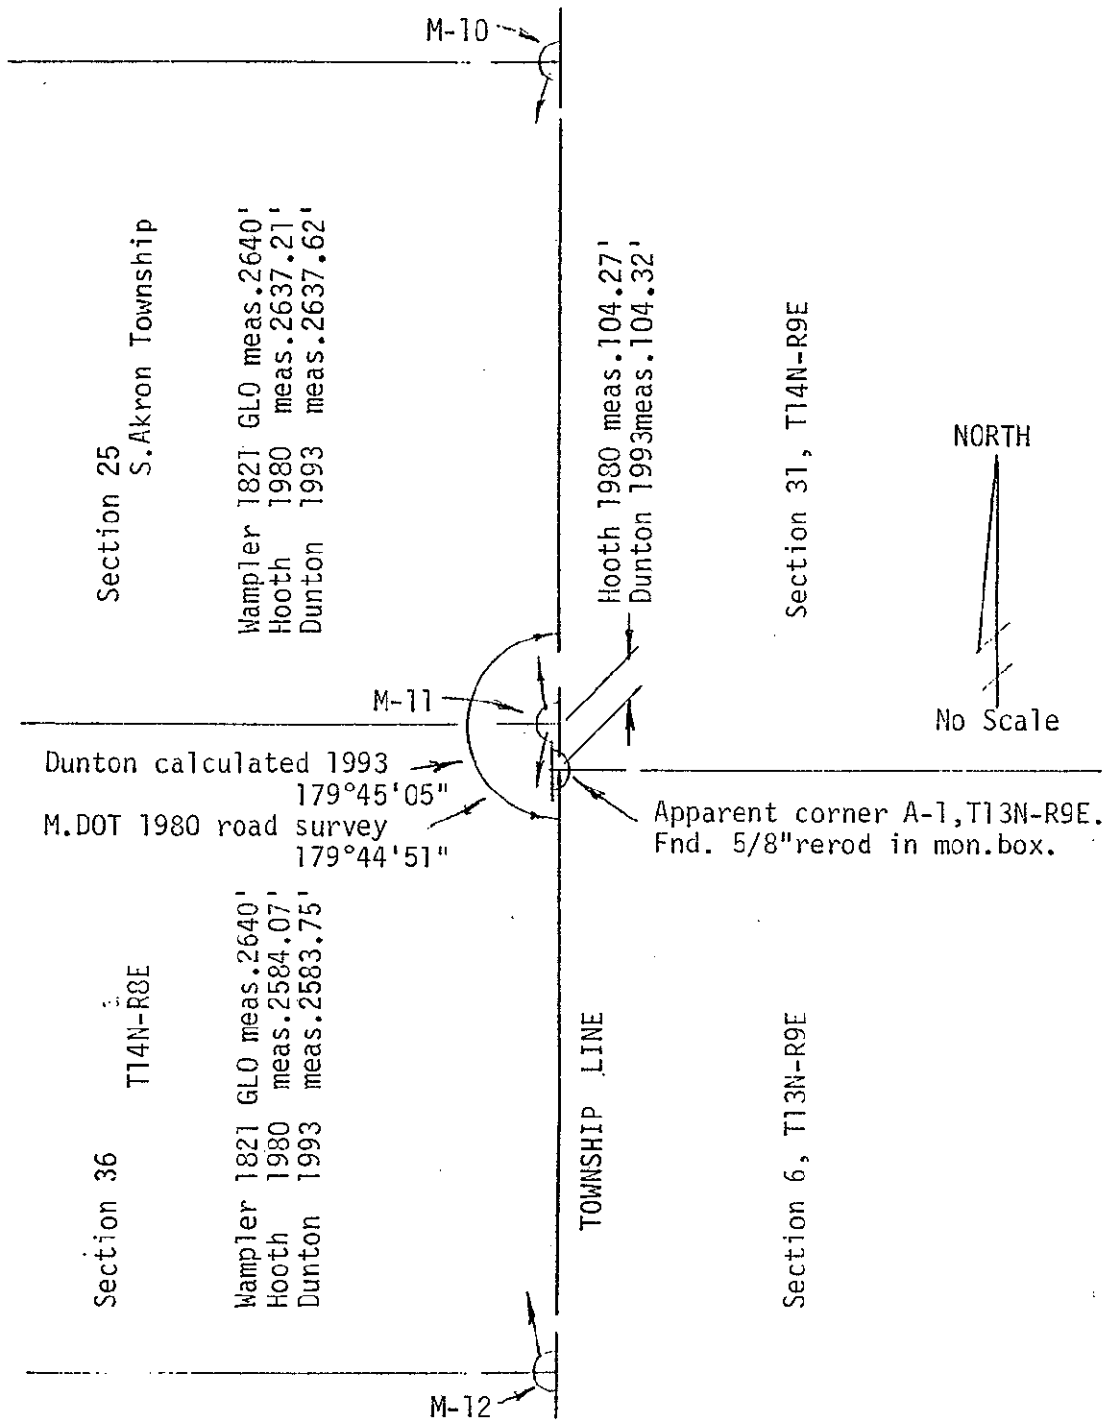 M-10
Section 25
S.Akron Township
Wampler 1821 GLO meas.2640'
Hooth 1980 meas.2637.21'
Dunton 1993 meas.2637.62'
Hooth 1980 meas.104.27'
Dunton 1993meas.104.32'
Section 31, T14N-R9E
NORTH
No Scale
M-11
Dunton calculated 1993
179°45'05"
M.DOT 1980 road survey
179°44'51"
Apparent corner A-1,T13N-R9E.
Fnd. 5/8"rerod in mon.box.
Section 36
T14N-R8E
Wampler 1821 GLO meas.2640'
Hooth 1980 meas.2584.07'
Dunton 1993 meas.2583.75'
TOWNSHIP LINE
Section 6, T13N-R9E
M-12